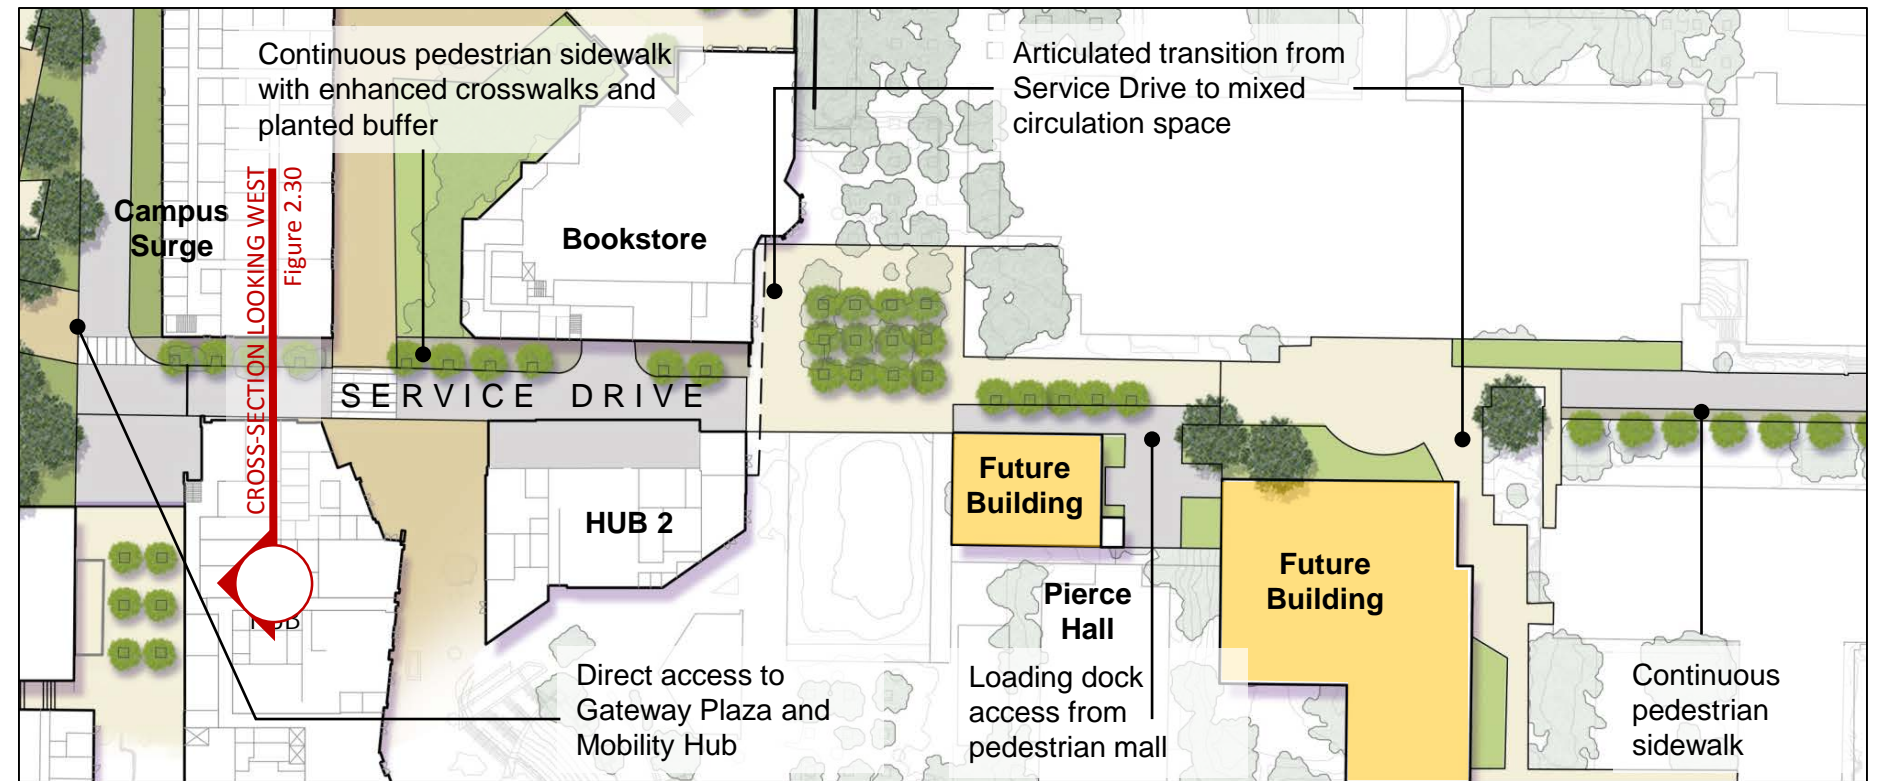 Continuous pedestrian sidewalk
with enhanced crosswalks and
planted buffer
Articulated transition from
Service Drive to mixed
circulation space
Campus
Surge
CROSS-SECTION LOOKING WEST
Figure 2.30
Bookstore
SERVICE DRIVE
HUB 2
Future
Building
Future
Building
Pierce
Hall
Direct access to
Gateway Plaza and
Mobility Hub
Loading dock
access from
pedestrian mall
Continuous
pedestrian
sidewalk